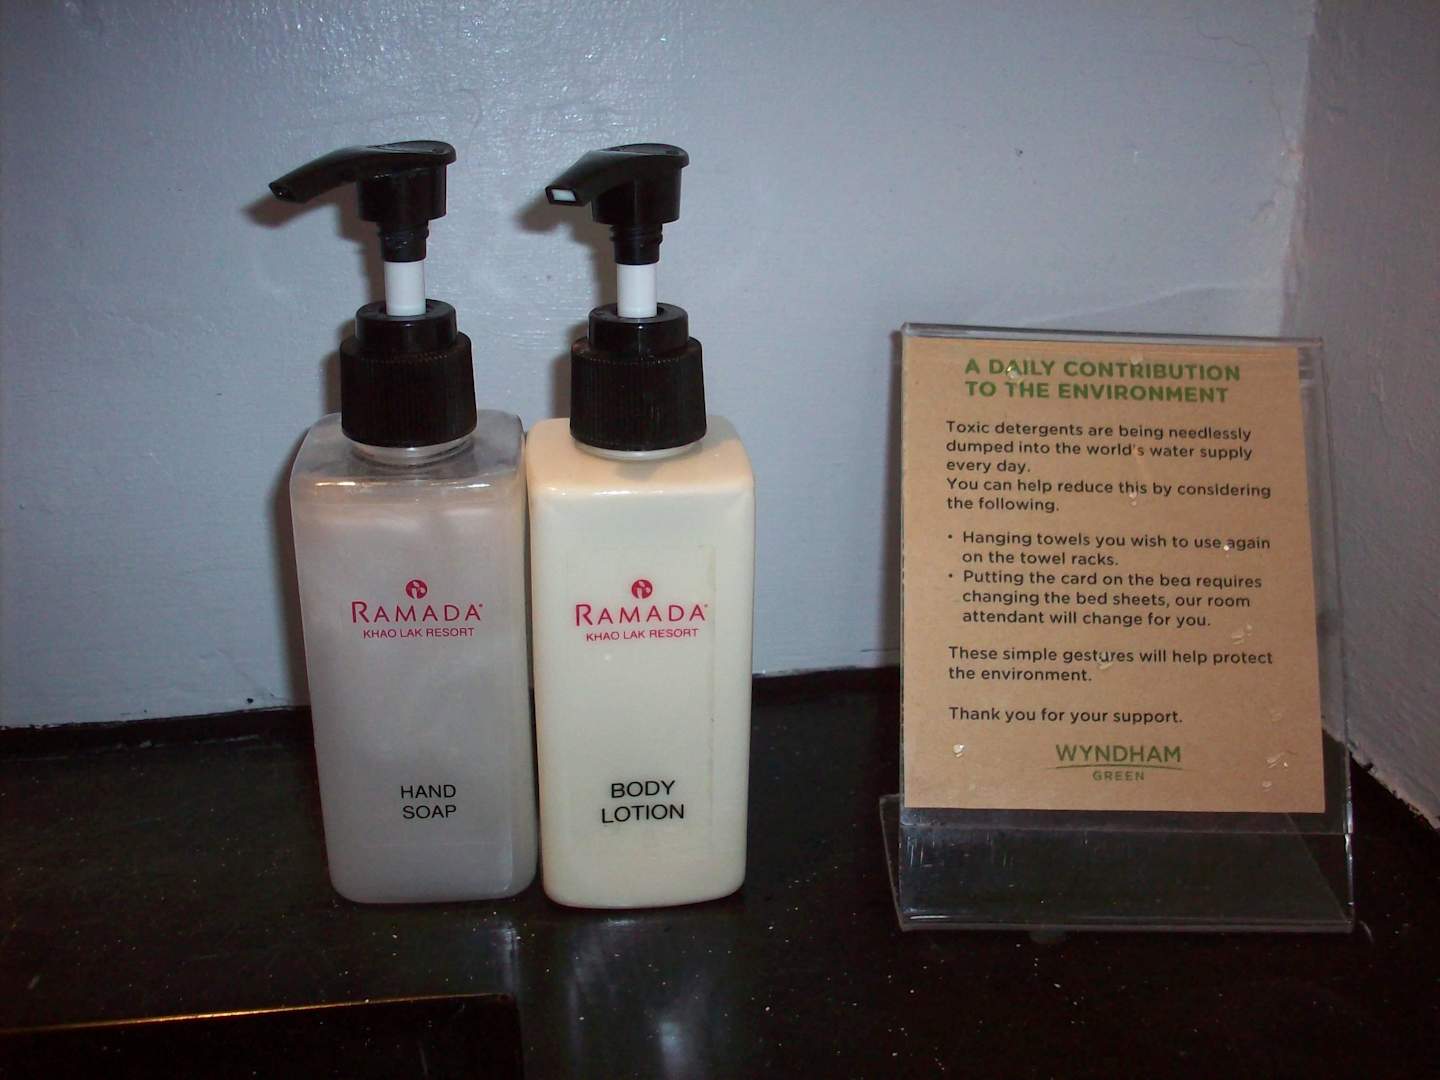 RAMADA
KHAO LAK RESORT
HAND
SOAP
RAMADA
KHAO LAK RESORT
BODY
LOTION
A DAILY CONTRIBUTION
TO THE ENVIRONMENT
Toxic detergents are being needlessly
dumped into the world's water supply
every day.
You can help reduce this by considering
the following.
• Hanging towels you wish to use again
on the towel racks.
• Putting the card on the bed requires
changing the bed sheets, our room
attendant will change for you.
These simple gestures will help protect
the environment.
Thank you for your support.
WYNDHAM
GREEN